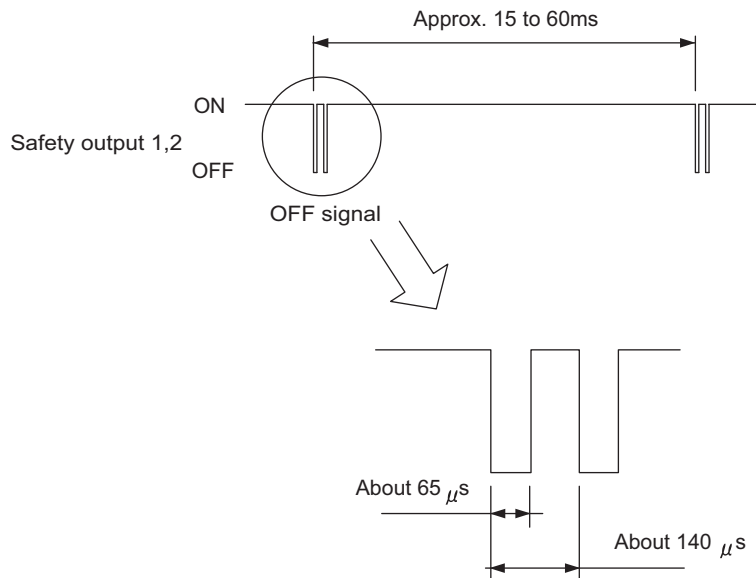 Approx. 15 to 60ms
ON
Safety output 1,2
OFF
OFF signal
About 65 μs
About 140 μs